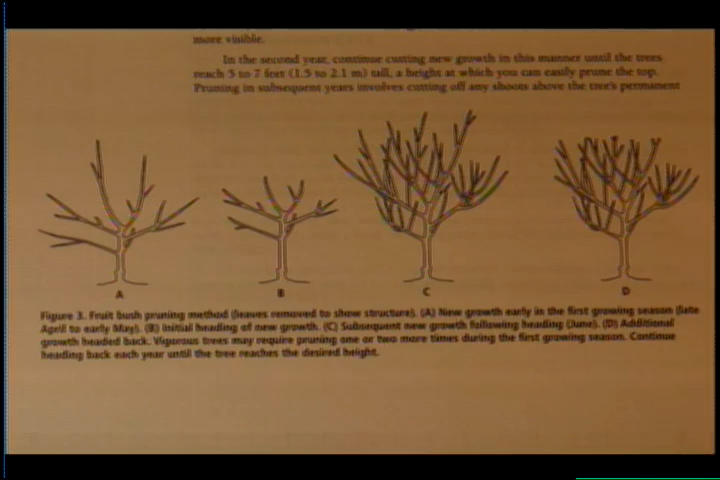 more visible.
In the second year, continue cutting new growth in this manner until the trees
reach 5 to 7 feet (1.5 to 2.1 m) tall, a height at which you can easily prune the top.
Pruning in subsequent years involves cutting off any shoots above the tree's permanent
A B C D
Figure 3. Fruit bush pruning method (leaves removed to show structure). (A) New growth early in the first growing season (late
April to early May). (B) Initial heading of new growth. (C) Subsequent new growth following heading (June). (D) Additional
growth headed back. Vigorous trees may require pruning one or two more times during the first growing season. Continue
heading back each year until the tree reaches the desired height.